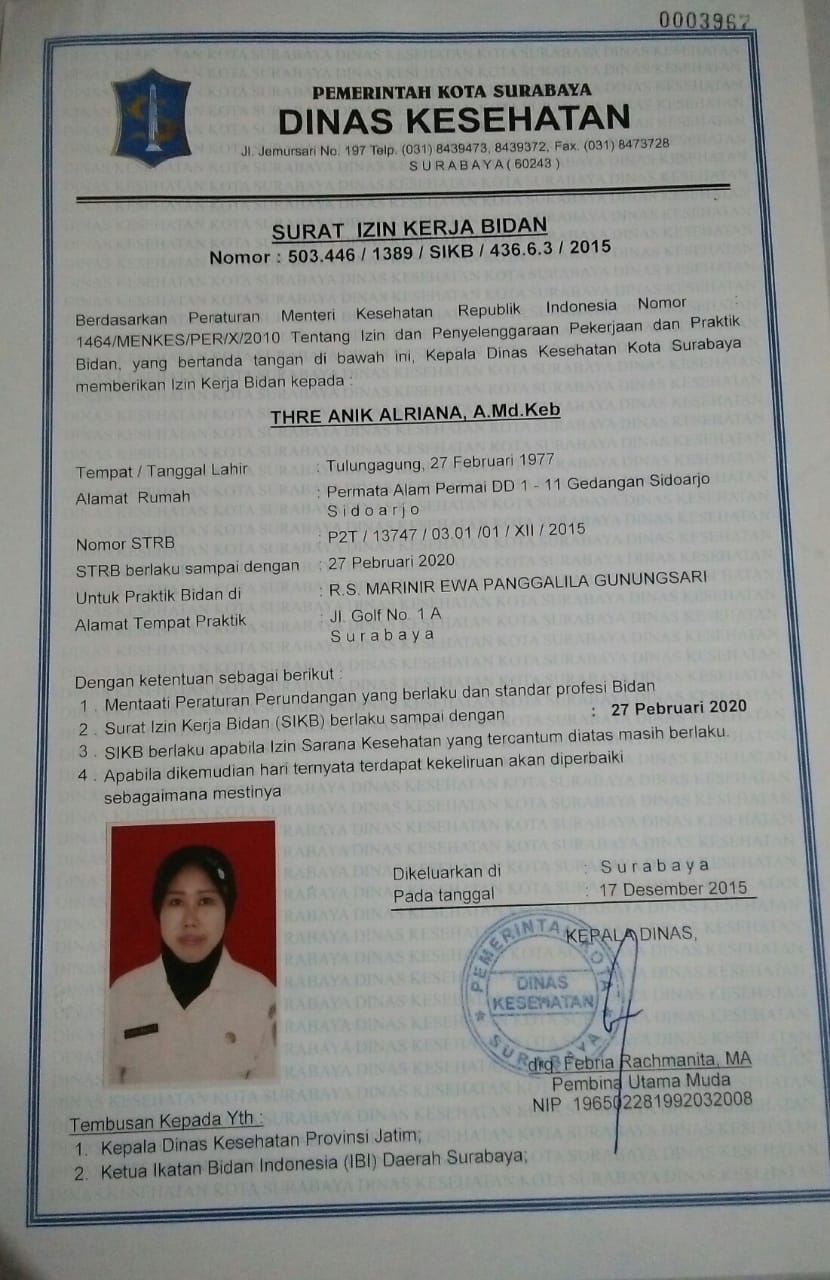 0003967
PEMERINTAH KOTA SURABAYA
DINAS KESEHATAN
Jl. Jemursari No. 197 Telp. (031) 8439473, 8439372, Fax. (031) 8473728
SURABAYA ( 60243 )
SURAT IZIN KERJA BIDAN
Nomor : 503.446 / 1389 / SIKB / 436.6.3 / 2015
Berdasarkan Peraturan Menteri Kesehatan Republik Indonesia Nomor :
1464/MENKES/PER/X/2010 Tentang Izin dan Penyelenggaraan Pekerjaan dan Praktik
Bidan, yang bertanda tangan di bawah ini, Kepala Dinas Kesehatan Kota Surabaya
memberikan Izin Kerja Bidan kepada :
THRE ANIK ALRIANA, A.Md.Keb
Tempat / Tanggal Lahir : Tulungagung, 27 Februari 1977
Alamat Rumah : Permata Alam Permai DD 1 - 11 Gedangan Sidoarjo
Sidoarjo
Nomor STRB : P2T / 13747 / 03.01 /01 / XII / 2015
STRB berlaku sampai dengan : 27 Pebruari 2020
Untuk Praktik Bidan di : R.S. MARINIR EWA PANGGALILA GUNUNGSARI
Alamat Tempat Praktik : Jl. Golf No. 1 A
Surabaya
Dengan ketentuan sebagai berikut :
1 . Mentaati Peraturan Perundangan yang berlaku dan standar profesi Bidan
2 . Surat Izin Kerja Bidan (SIKB) berlaku sampai dengan : 27 Pebruari 2020
3 . SIKB berlaku apabila Izin Sarana Kesehatan yang tercantum diatas masih berlaku.
4 . Apabila dikemudian hari ternyata terdapat kekeliruan akan diperbaiki
sebagaimana mestinya
Dikeluarkan di : Surabaya
Pada tanggal : 17 Desember 2015
KEPALA DINAS,
PEMERINTAH KOTA
DINAS
KESEHATAN
SURABAYA
drg. Febria Rachmanita, MA
Pembina Utama Muda
NIP 196502281992032008
Tembusan Kepada Yth :
1. Kepala Dinas Kesehatan Provinsi Jatim;
2. Ketua Ikatan Bidan Indonesia (IBI) Daerah Surabaya;